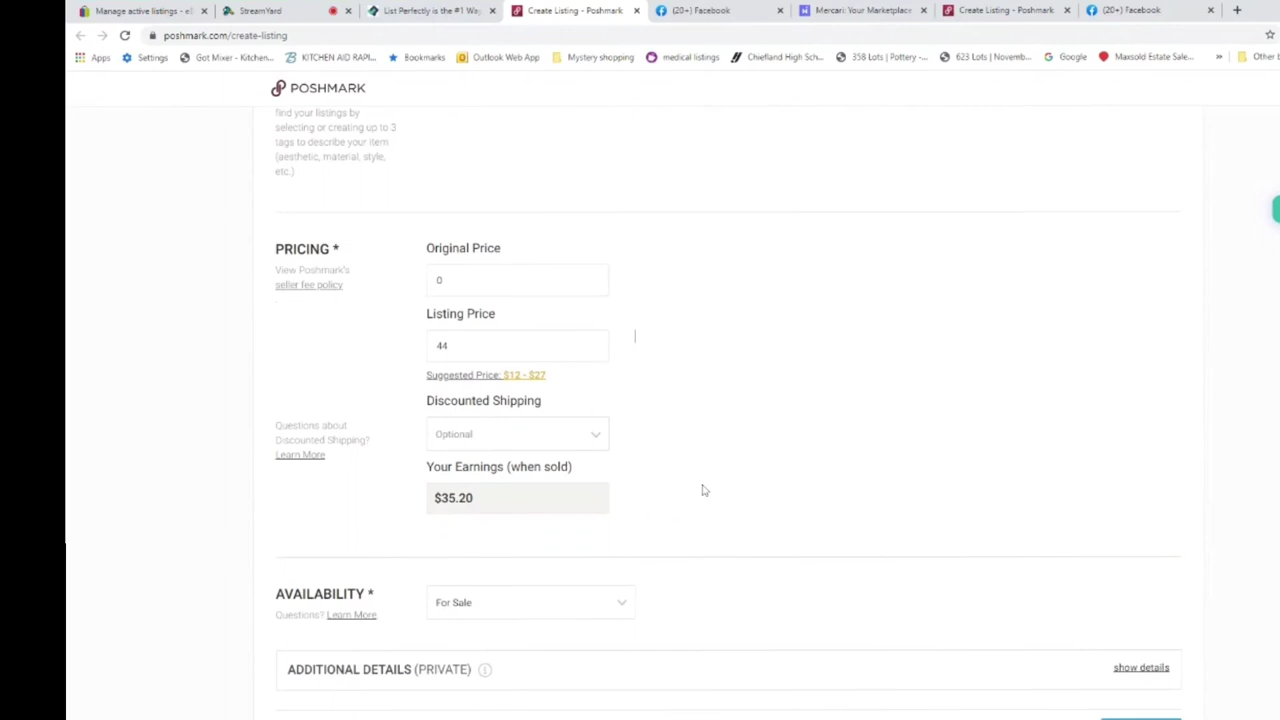 Manage active listings - e
StreamYard
List Perfectly is the #1 Wa
Create Listing - Poshmark
(20+) Facebook
Mercari: Your Marketplace
Create Listing - Poshmark
(20+) Facebook
poshmark.com/create-listing
Apps
Settings
Got Mixer - Kitchen...
KITCHEN AID RAPI...
Bookmarks
Outlook Web App
Mystery shopping
medical listings
Chiefland High Sch...
358 Lots | Pottery -...
623 Lots | Novemb...
Google
Maxsold Estate Sale...
»
Other b
POSHMARK
find your listings by
selecting or creating up to 3
tags to describe your item
(aesthetic, material, style,
etc.)
PRICING *
View Poshmark's
seller fee policy
Original Price
0
Listing Price
44
Suggested Price: $12 - $27
Discounted Shipping
Questions about
Discounted Shipping?
Learn More
Optional
Your Earnings (when sold)
$35.20
AVAILABILITY *
Questions? Learn More
For Sale
ADDITIONAL DETAILS (PRIVATE)
show details